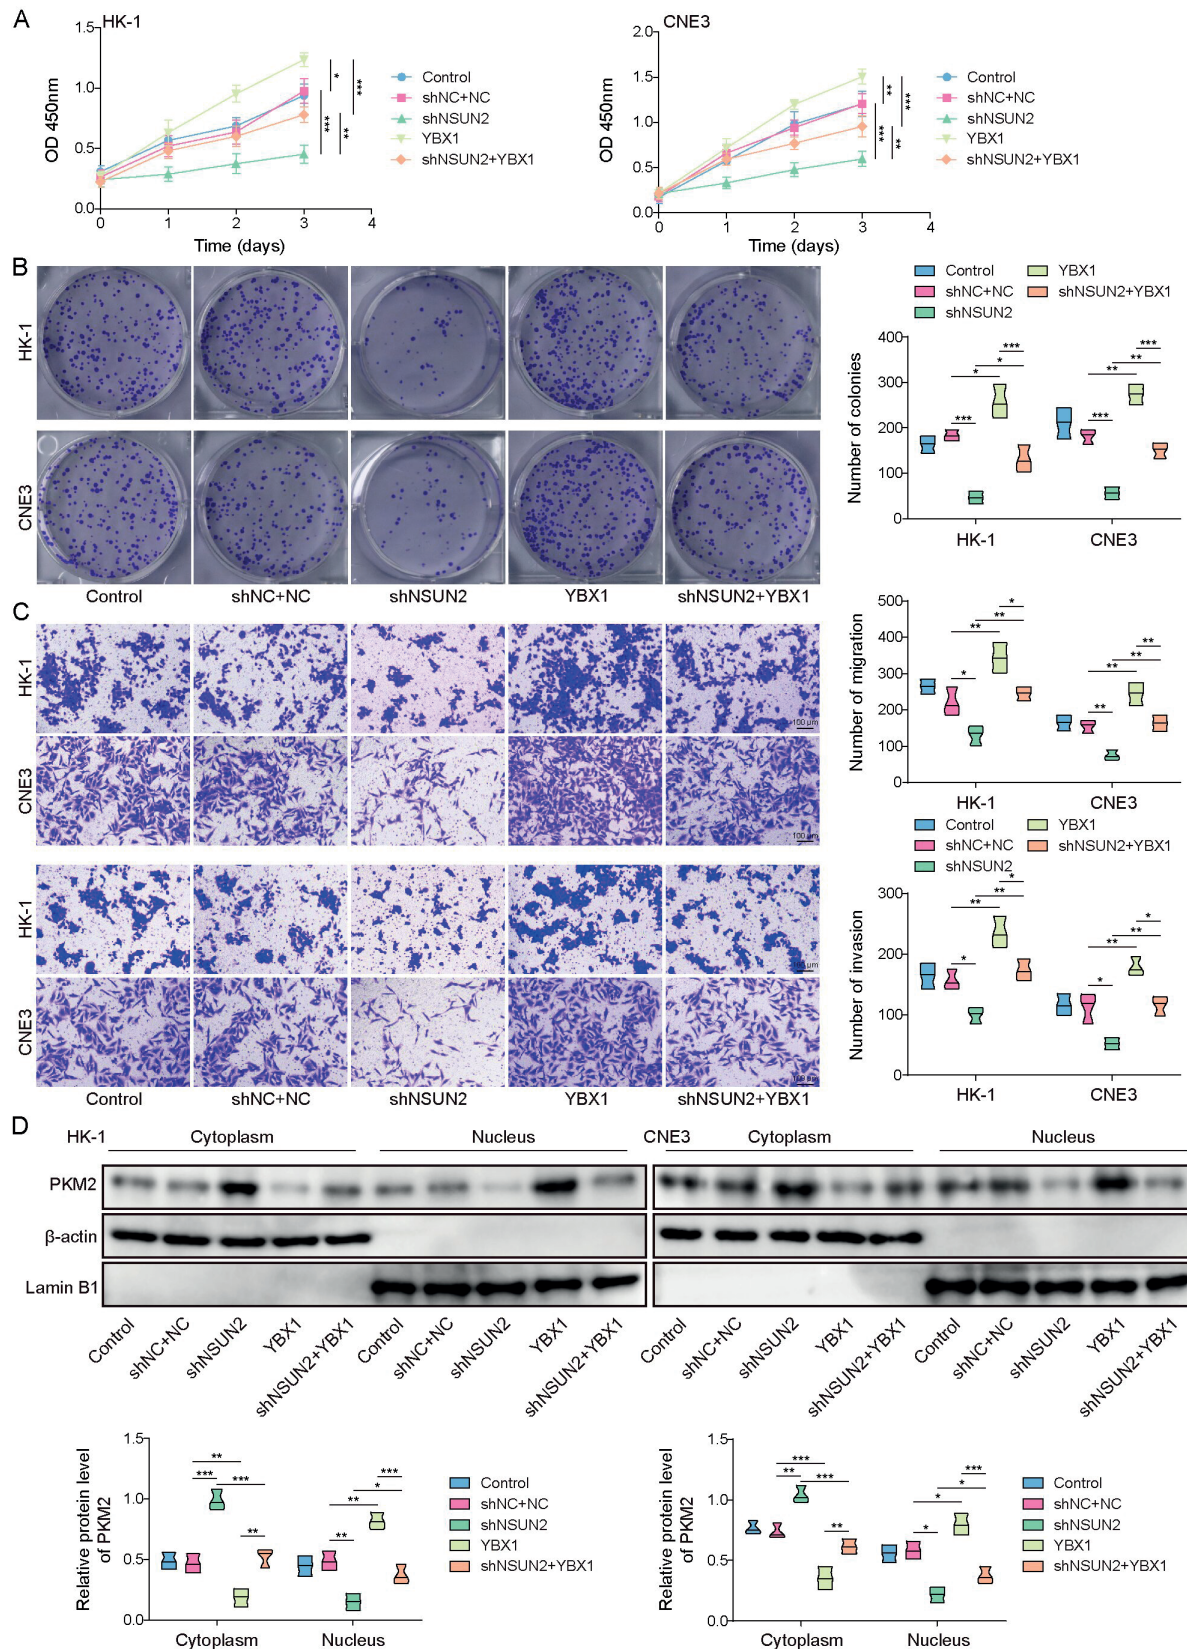 A
HK-1
CNE3
OD 450nm
1.5
1.0
0.5
0.0
0 1 2 3 4
Time (days)
* *** *** **
Control
shNC+NC
shNSUN2
YBX1
shNSUN2+YBX1
OD 450nm
2.0
1.5
1.0
0.5
0.0
0 1 2 3 4
Time (days)
** *** *** **
Control
shNC+NC
shNSUN2
YBX1
shNSUN2+YBX1
B
HK-1
CNE3
Control shNC+NC shNSUN2 YBX1 shNSUN2+YBX1
Control YBX1
shNC+NC shNSUN2+YBX1
shNSUN2
Number of colonies
400
300
200
100
0
*** * * ***
*** ** ** ***
HK-1 CNE3
C
HK-1
100 μm
CNE3
100 μm
HK-1
100 μm
CNE3
100 μm
Control shNC+NC shNSUN2 YBX1 shNSUN2+YBX1
Number of migration
500
400
300
200
100
0
* ** ** *
** ** ** **
HK-1 CNE3
Control YBX1
shNC+NC shNSUN2+YBX1
shNSUN2
Number of invasion
300
200
100
0
* ** ** *
* ** ** *
HK-1 CNE3
D
HK-1 Cytoplasm Nucleus CNE3 Cytoplasm Nucleus
PKM2
β-actin
Lamin B1
Control shNC+NC shNSUN2 YBX1 shNSUN2+YBX1 Control shNC+NC shNSUN2 YBX1 shNSUN2+YBX1 Control shNC+NC shNSUN2 YBX1 shNSUN2+YBX1 Control shNC+NC shNSUN2 YBX1 shNSUN2+YBX1
Relative protein level
of PKM2
1.5
1.0
0.5
0.0
** *** *** **
** ** * ***
Cytoplasm Nucleus
Control
shNC+NC
shNSUN2
YBX1
shNSUN2+YBX1
Relative protein level
of PKM2
1.5
1.0
0.5
0.0
*** ** *** **
* * * ***
Cytoplasm Nucleus
Control
shNC+NC
shNSUN2
YBX1
shNSUN2+YBX1